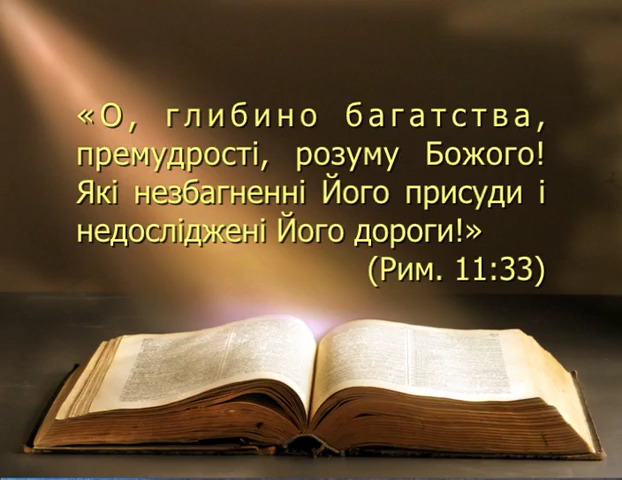 «О, глибино багатства,
премудрості, розуму Божого!
Які незбагненні Його присуди і
недосліджені Його дороги!»
(Рим. 11:33)